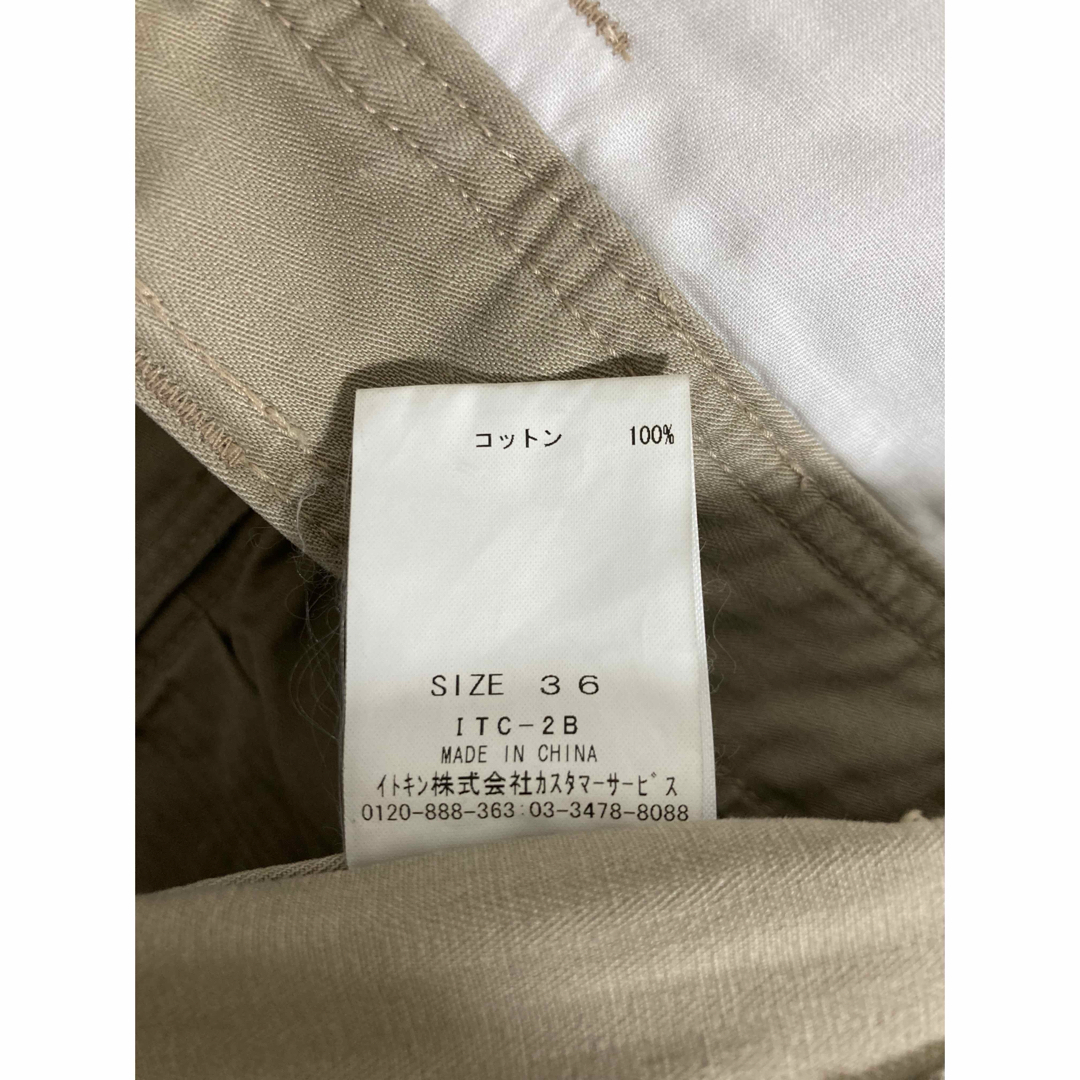 コットン 100%
SIZE 36
ITC-2B
MADE IN CHINA
イトキン株式会社カスタマーサービス
0120-888-363:03-3478-8088